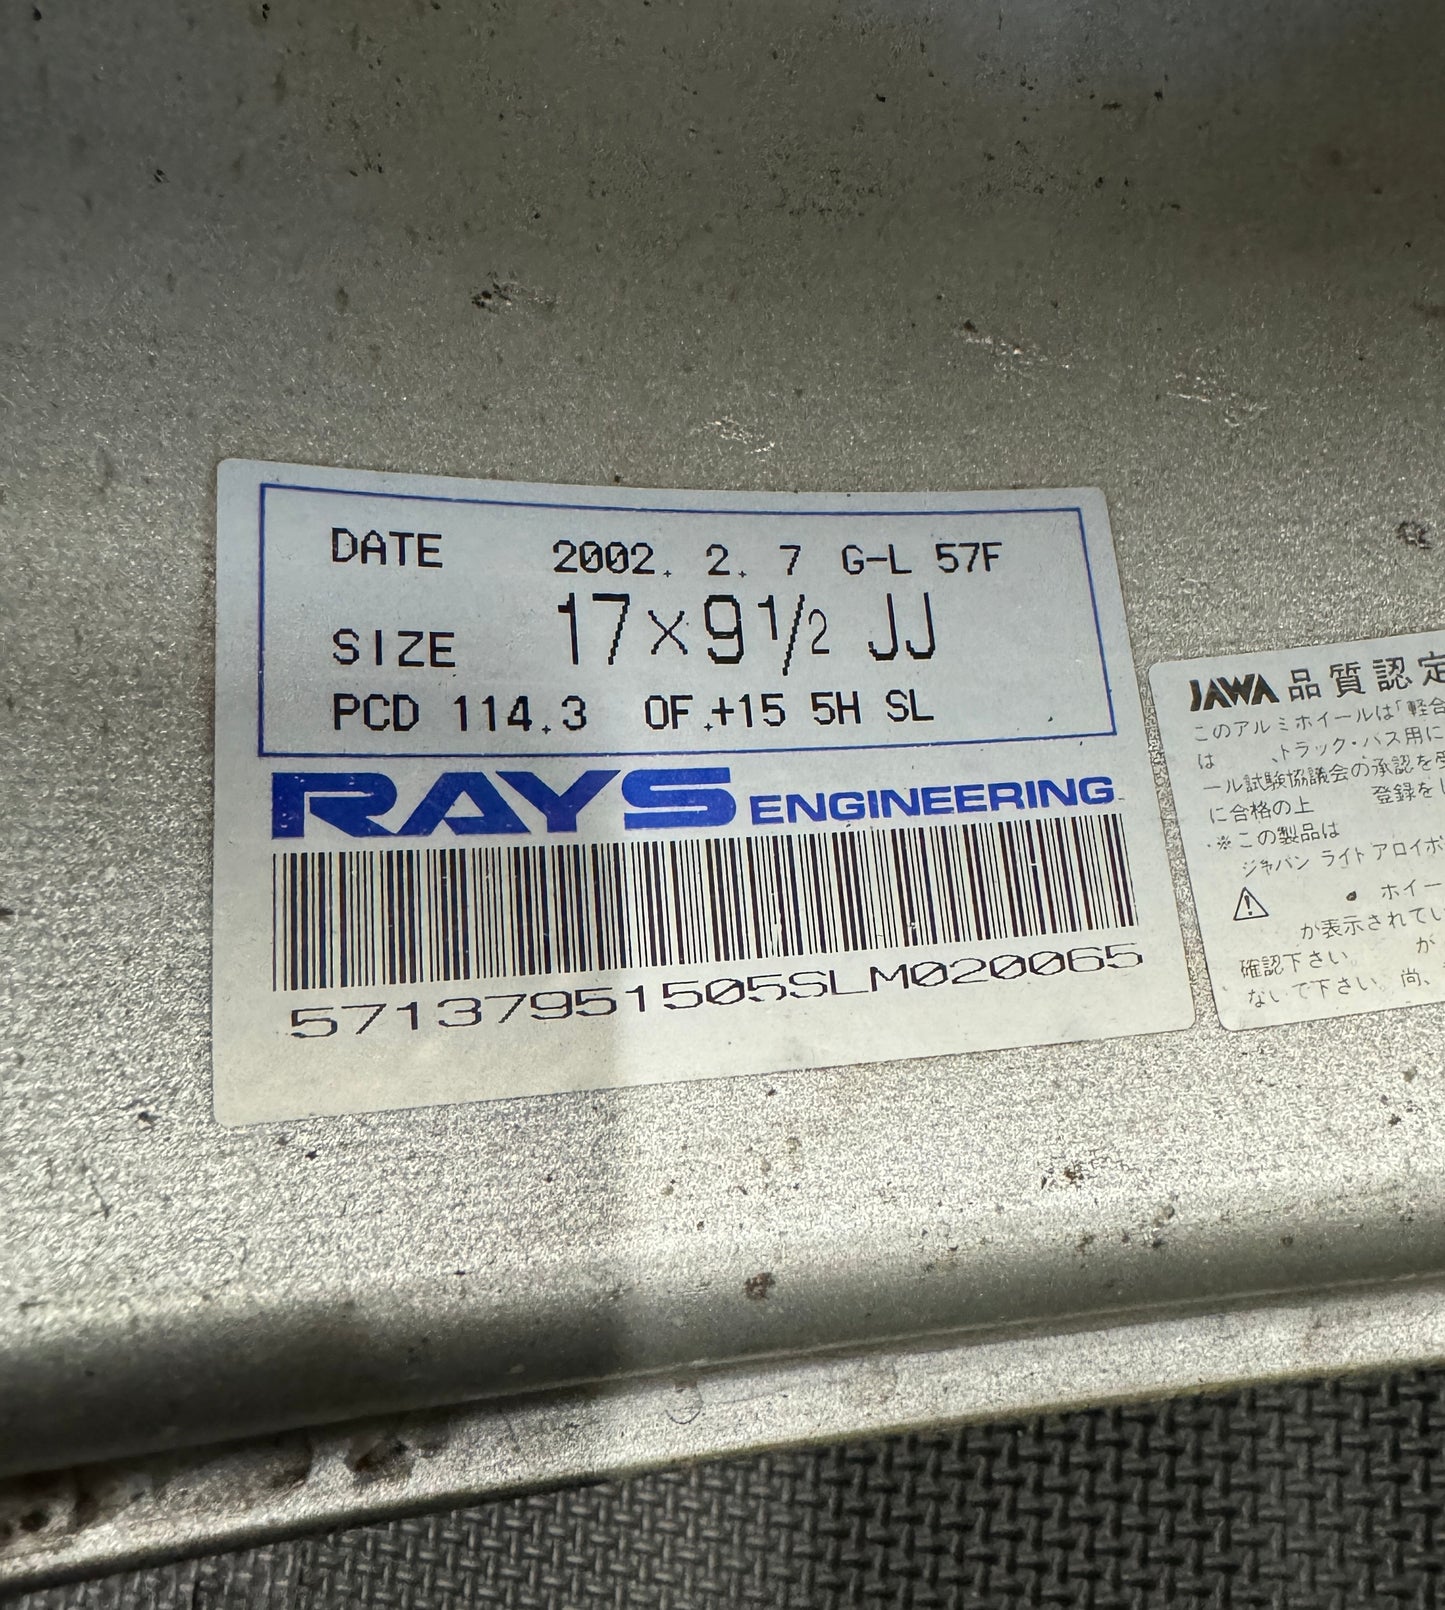 DATE 2002. 2. 7 G-L 57F
SIZE 17×9 1/2 JJ
PCD 114.3 OF.+15 5H SL
RAYS ENGINEERING
57137951505SLM020065
JAWA 品質認定
このアルミホイールは「軽合
は 、トラック・バス用に
ール試験協議会の承認を受
に合格の上 登録をし
※この製品は
ジャパン ライト アロイホ
ホイー
が表示されてい
確認下さい。 が
ないで下さい。尚、